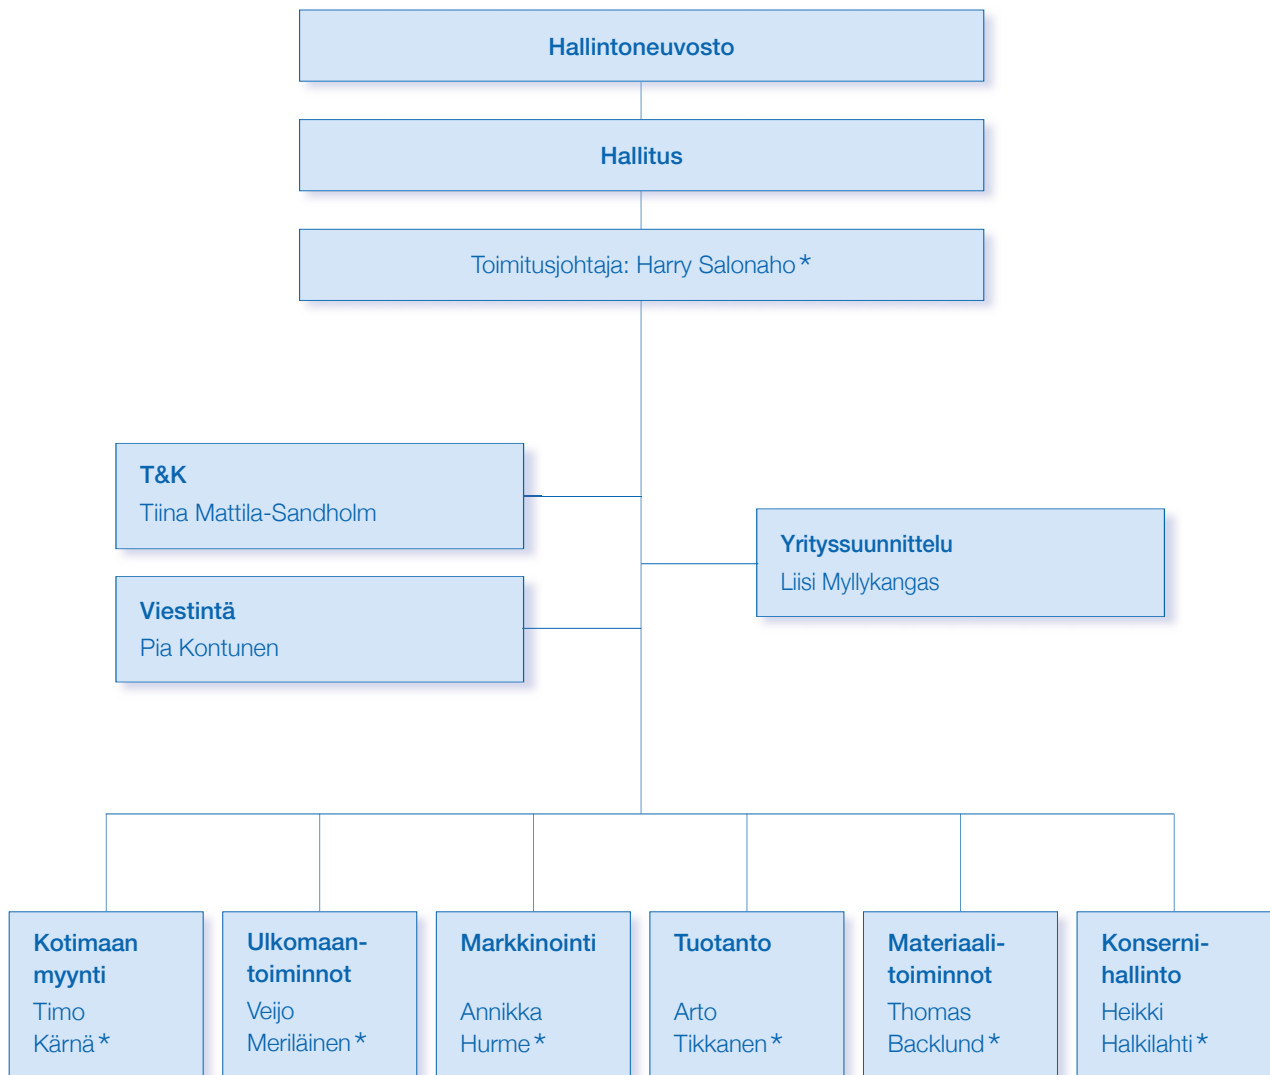 Hallintoneuvosto
Hallitus
Toimitusjohtaja: Harry Salonaho*
T&K
Tiina Mattila-Sandholm
Yrityssuunnittelu
Liisi Myllykangas
Viestintä
Pia Kontunen
Kotimaan
myynti
Timo
Kärnä*
Ulkomaan-
toiminnot
Veijo
Meriläinen*
Markkinointi
Annikka
Hurme*
Tuotanto
Arto
Tikkanen*
Materiaali-
toiminnot
Thomas
Backlund*
Konserni-
hallinto
Heikki
Halkilahti*